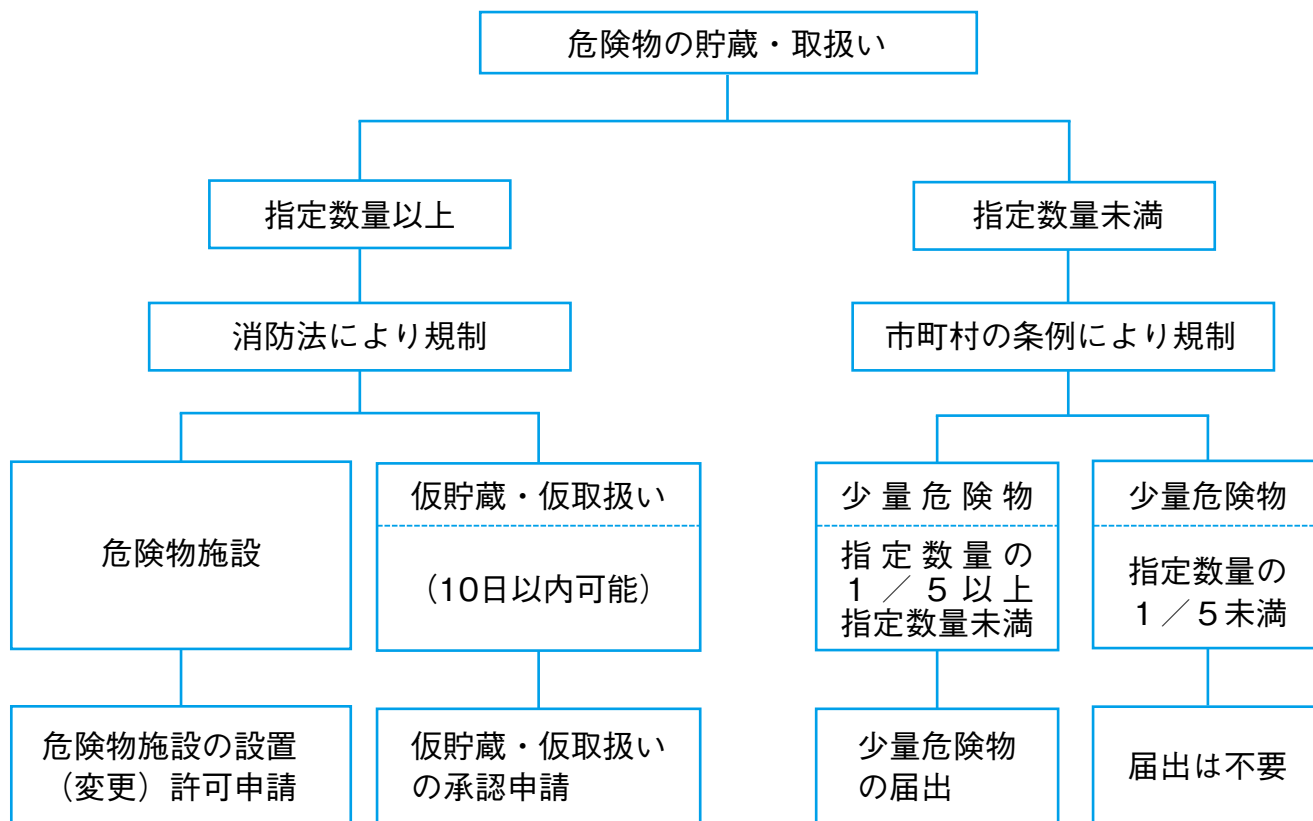 危険物の貯蔵・取扱い
指定数量以上
指定数量未満
消防法により規制
市町村の条例により規制
危険物施設
仮貯蔵・仮取扱い
（10日以内可能）
少量危険物
指定数量の
１／５以上
指定数量未満
少量危険物
指定数量の
１／５未満
危険物施設の設置
（変更）許可申請
仮貯蔵・仮取扱い
の承認申請
少量危険物
の届出
届出は不要